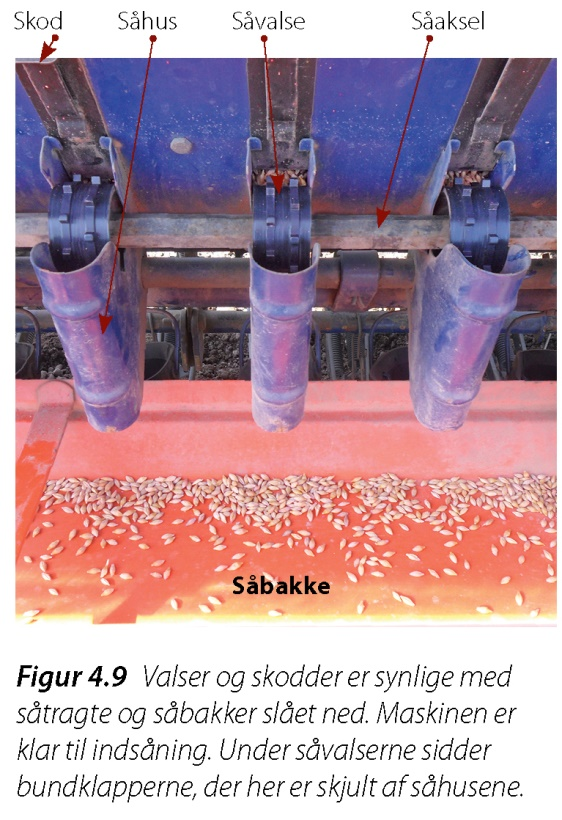 Skod Såhus Såvalse Såaksel
Såbakke
Figur 4.9 Valser og skodder er synlige med
såtragte og såbakker slået ned. Maskinen er
klar til indsåning. Under såvalserne sidder
bundklapperne, der her er skjult af såhusene.